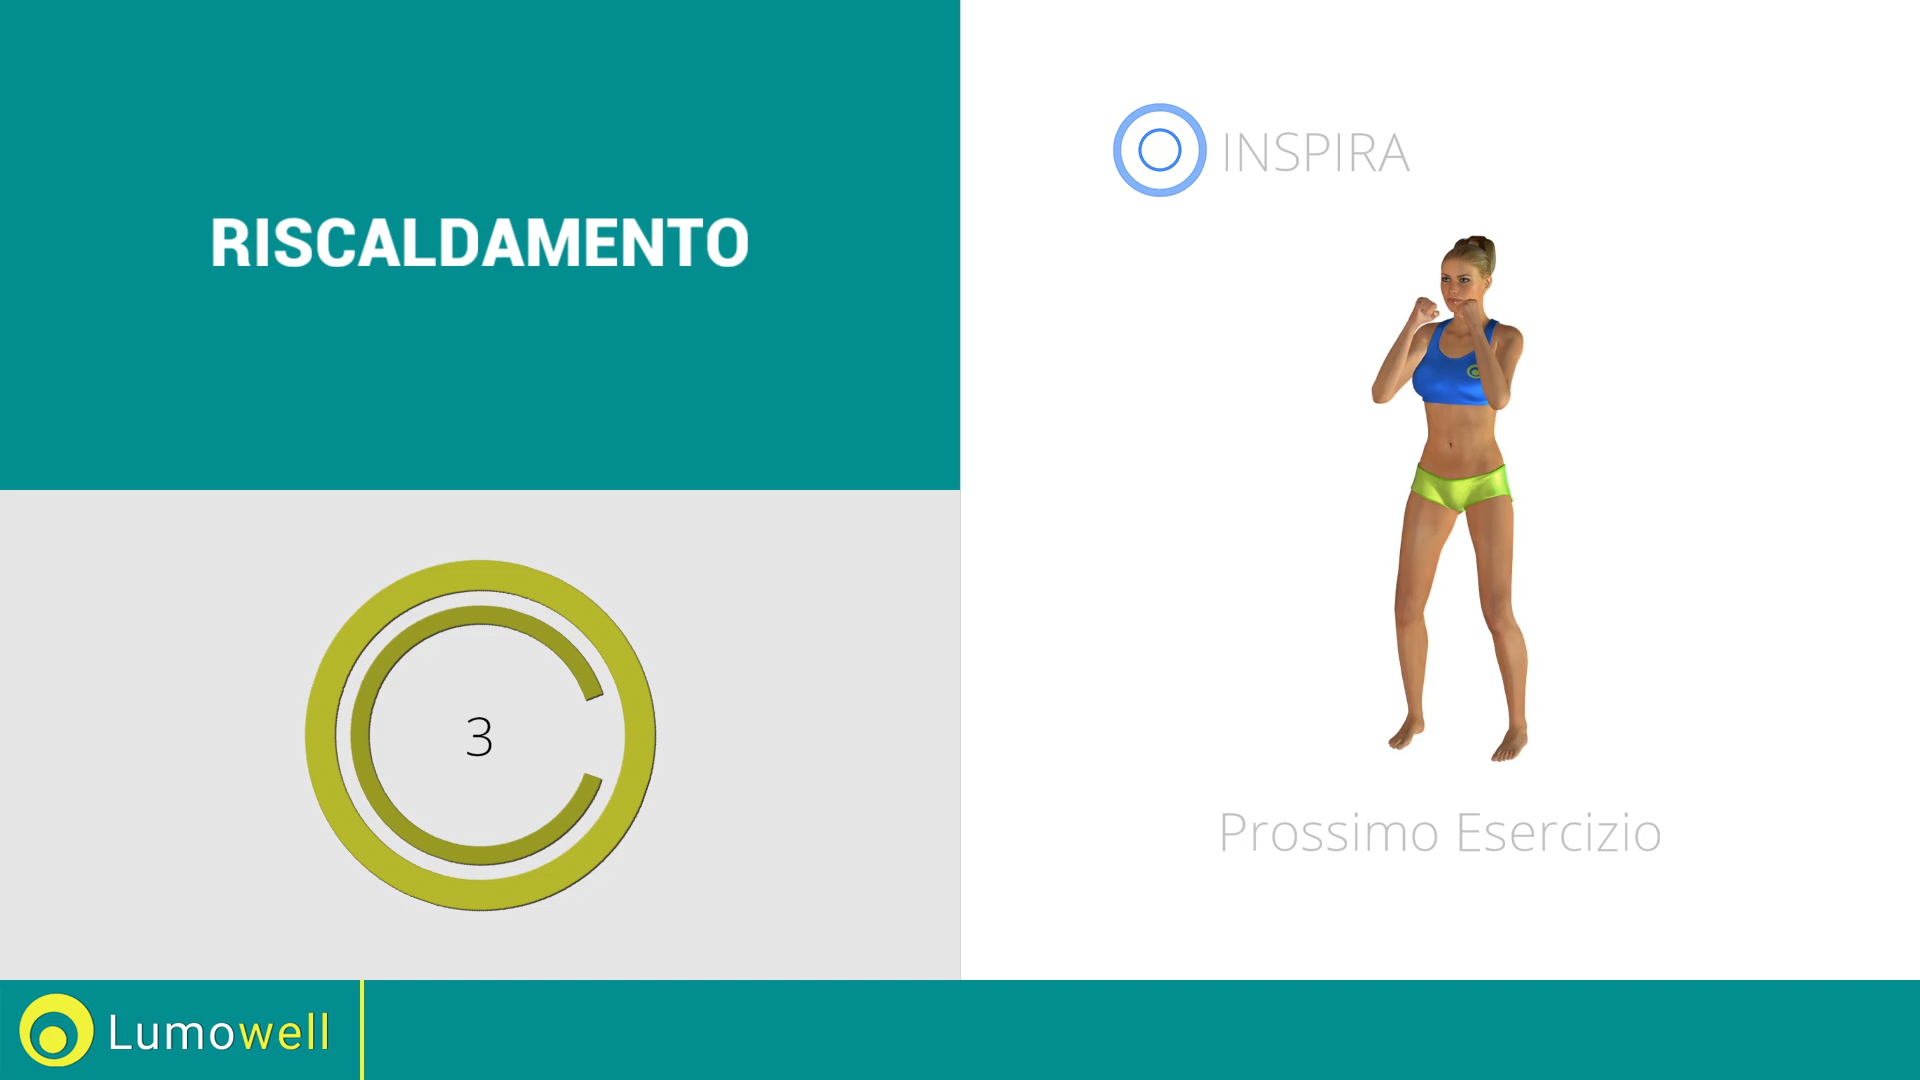 RISCALDAMENTO
INSPIRA
3
Prossimo Esercizio
Lumowell